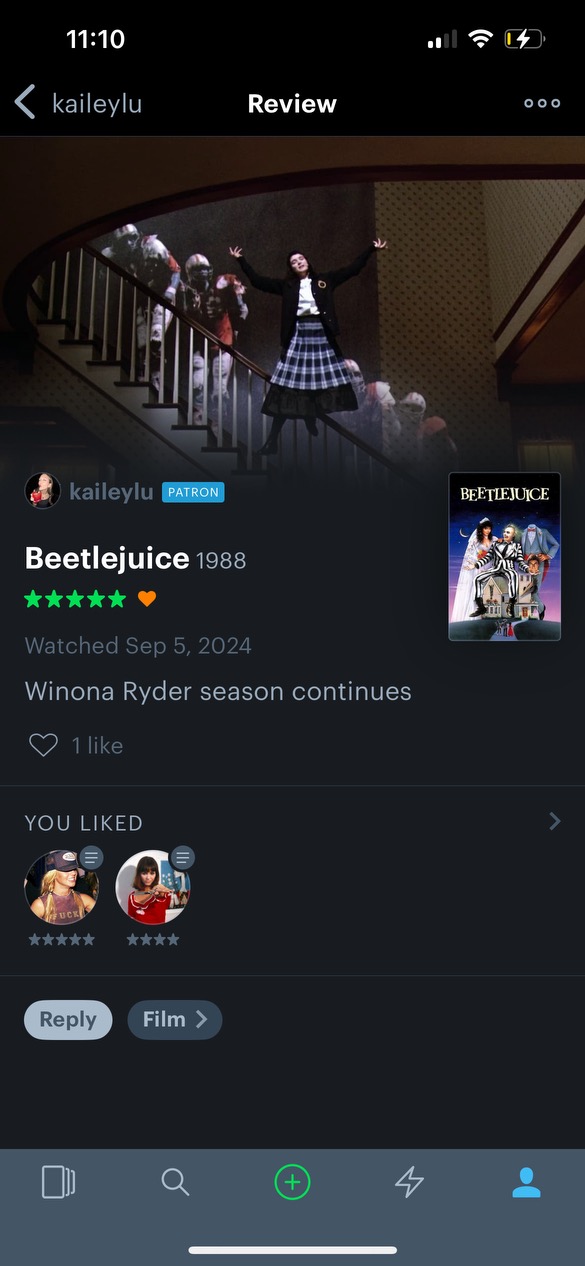 11:10
kaileylu
Review
kaileylu PATRON
BEETLEJUICE
Beetlejuice 1988
Watched Sep 5, 2024
Winona Ryder season continues
1 like
YOU LIKED
FUCK
Reply
Film